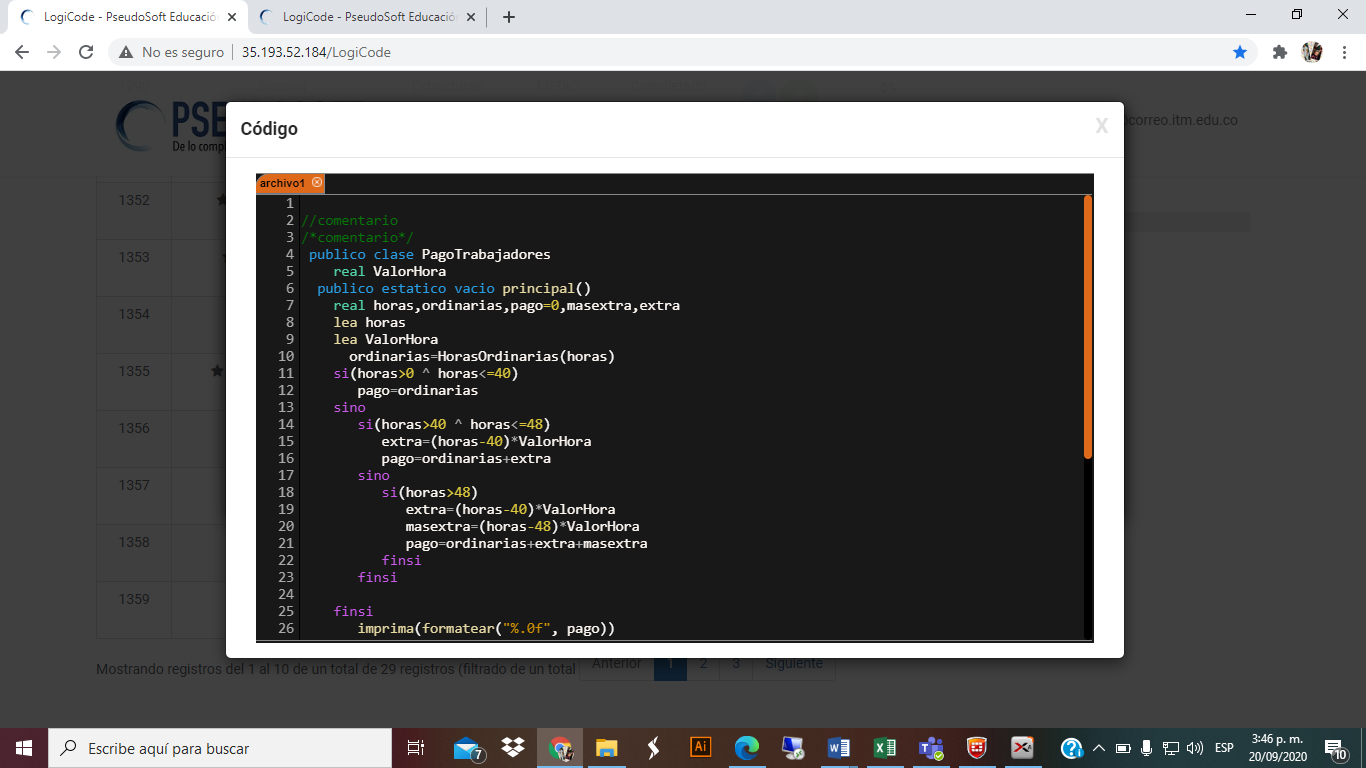 LogiCode - PseudoSoft Educació
LogiCode - PseudoSoft Educació
No es seguro
35.193.52.184/LogiCode
PSE
De lo compl
correo.itm.edu.co
Código
X
archivo1
1
2 //comentario
3 /*comentario*/
4 publico clase PagoTrabajadores
5 real ValorHora
6 publico estatico vacio principal()
7 real horas,ordinarias,pago=0,masextra,extra
8 lea horas
9 lea ValorHora
10 ordinarias=HorasOrdinarias(horas)
11 si(horas>0 ^ horas<=40)
12 pago=ordinarias
13 sino
14 si(horas>40 ^ horas<=48)
15 extra=(horas-40)*ValorHora
16 pago=ordinarias+extra
17 sino
18 si(horas>48)
19 extra=(horas-40)*ValorHora
20 masextra=(horas-48)*ValorHora
21 pago=ordinarias+extra+masextra
22 finsi
23 finsi
24
25 finsi
26 imprima(formatear("%.0f", pago))
1352
1353
1354
1355
1356
1357
1358
1359
Mostrando registros del 1 al 10 de un total de 29 registros (filtrado de un total
Anterior 1 2 3 Siguiente
Escribe aquí para buscar
7
Ai
ESP
3:46 p. m.
20/09/2020
10